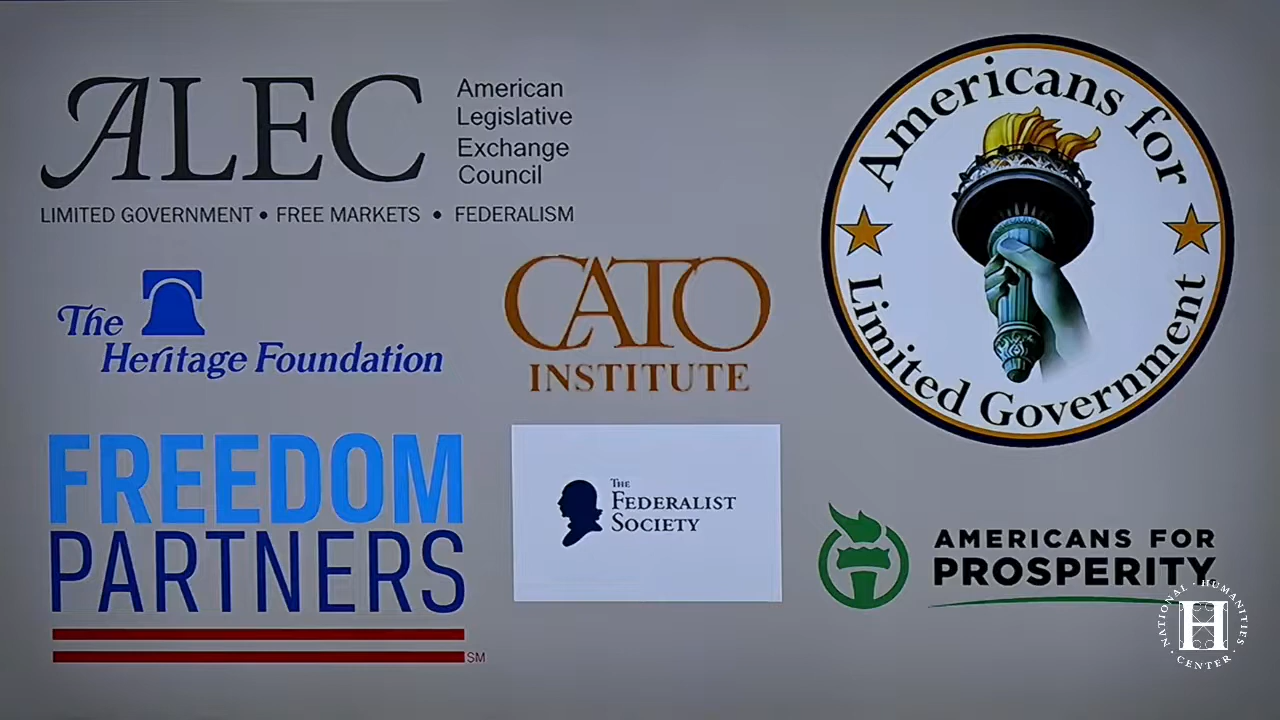 ALEC
American
Legislative
Exchange
Council
LIMITED GOVERNMENT • FREE MARKETS • FEDERALISM
Americans for
Limited Government
The
Heritage Foundation
CATO
INSTITUTE
FREEDOM
PARTNERS
SM
THE
FEDERALIST
SOCIETY
AMERICANS FOR
PROSPERITY
NATIONAL · HUMANITIES · CENTER ·
H